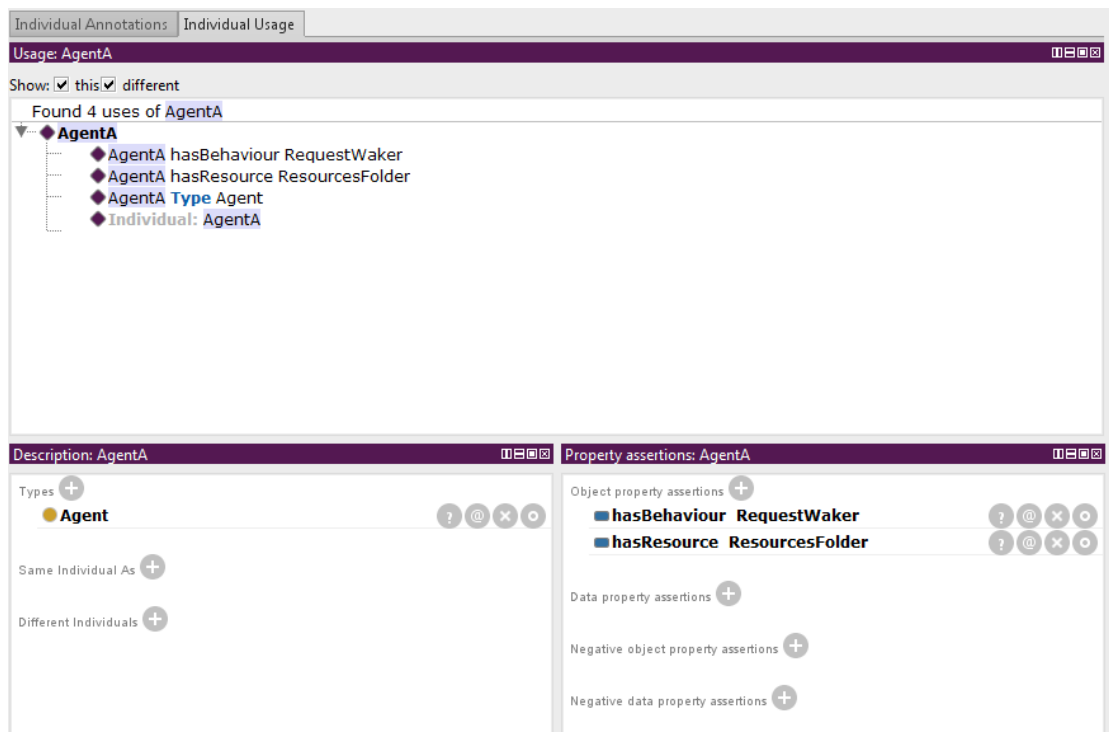 Individual Annotations Individual Usage
Usage: AgentA
Show: this different
Found 4 uses of AgentA
AgentA
AgentA hasBehaviour RequestWaker
AgentA hasResource ResourcesFolder
AgentA Type Agent
Individual: AgentA
Description: AgentA
Types
Agent
Same Individual As
Different Individuals
Property assertions: AgentA
Object property assertions
hasBehaviour RequestWaker
hasResource ResourcesFolder
Data property assertions
Negative object property assertions
Negative data property assertions